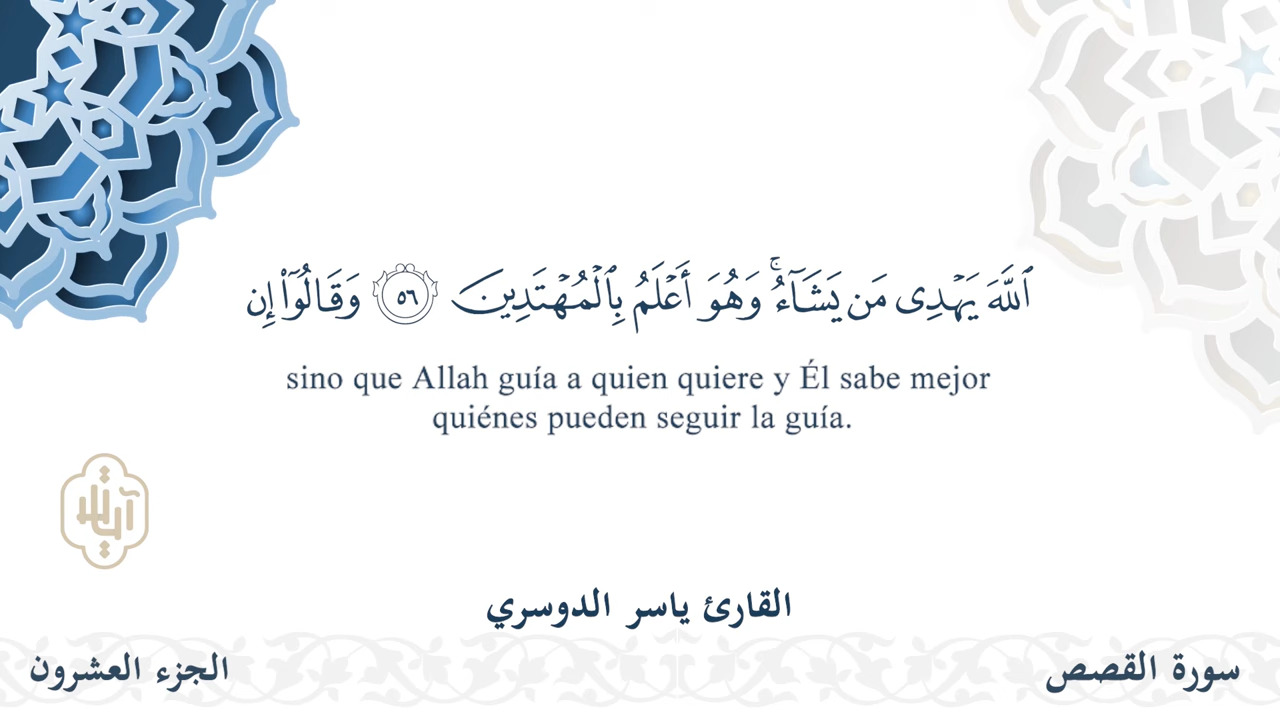 ٱللَّهَ يَهْدِى مَن يَشَآءُ ۚ وَهُوَ أَعْلَمُ بِٱلْمُهْتَدِينَ ٥٦ وَقَالُوٓا۟ إِن
sino que Allah guía a quien quiere y Él sabe mejor
quiénes pueden seguir la guía.
القارئ ياسر الدوسري
سورة القصص
الجزء العشرون